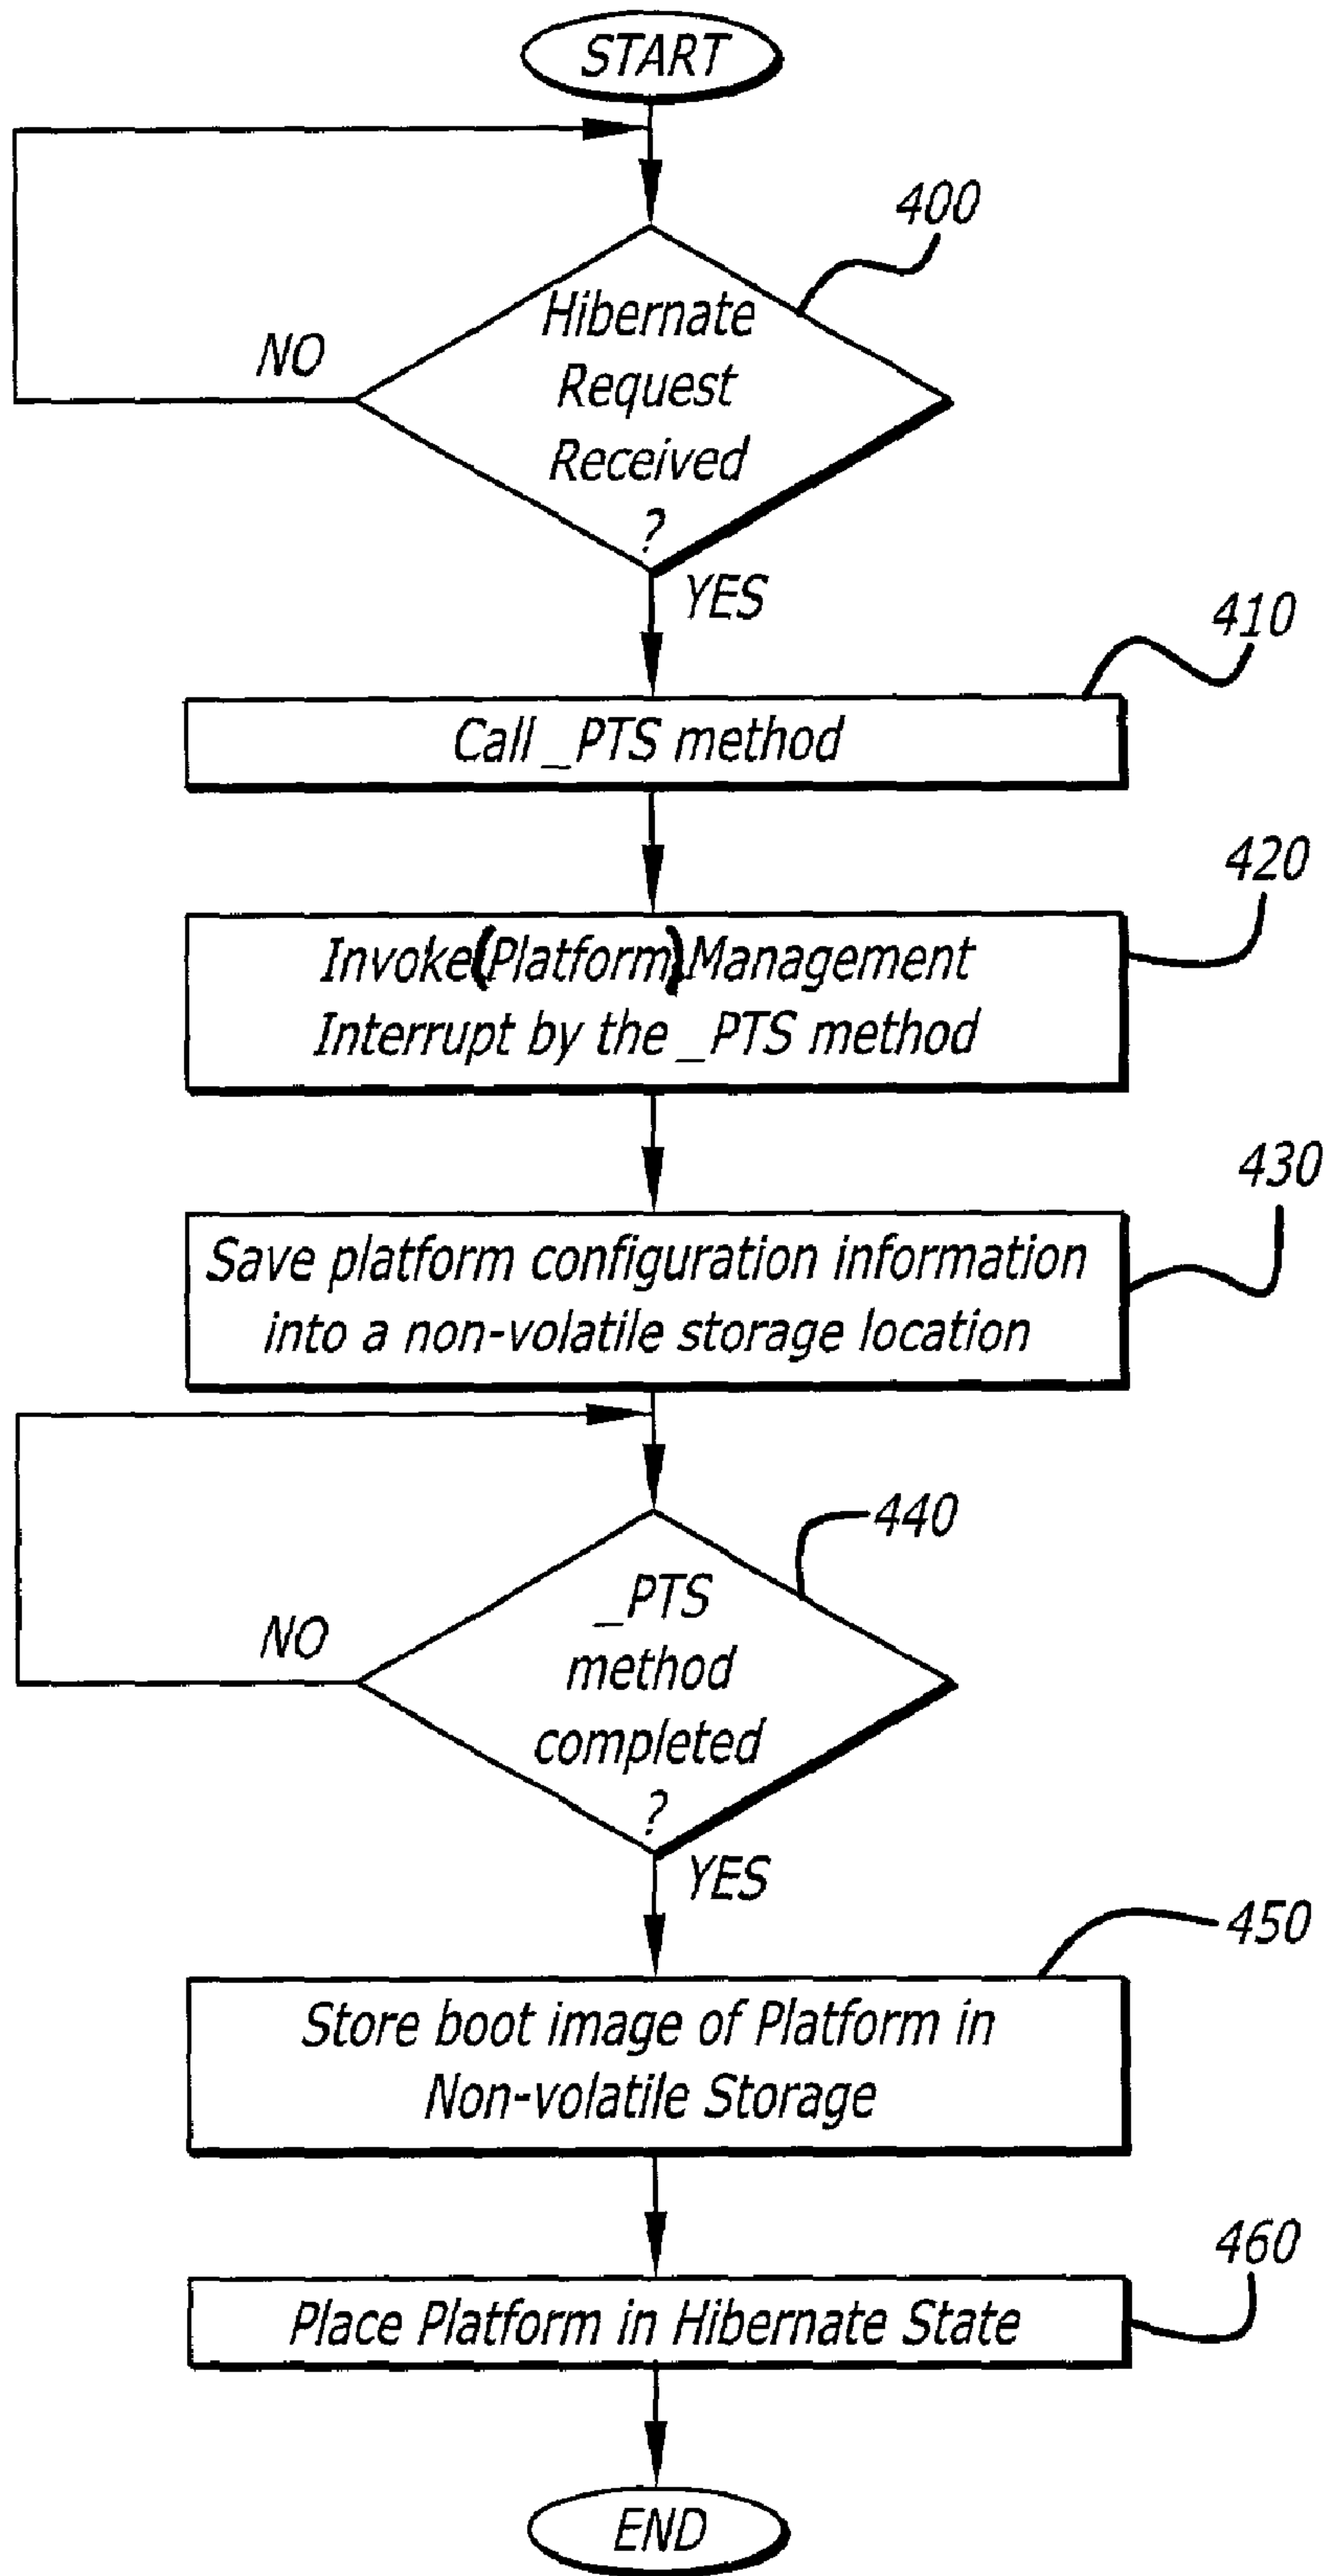 START
400
Hibernate
Request
Received
?
NO
YES
410
Call _PTS method
420
Invoke (Platform) Management
Interrupt by the _PTS method
430
Save platform configuration information
into a non-volatile storage location
440
_PTS
method
completed
?
NO
YES
450
Store boot image of Platform in
Non-volatile Storage
460
Place Platform in Hibernate State
END